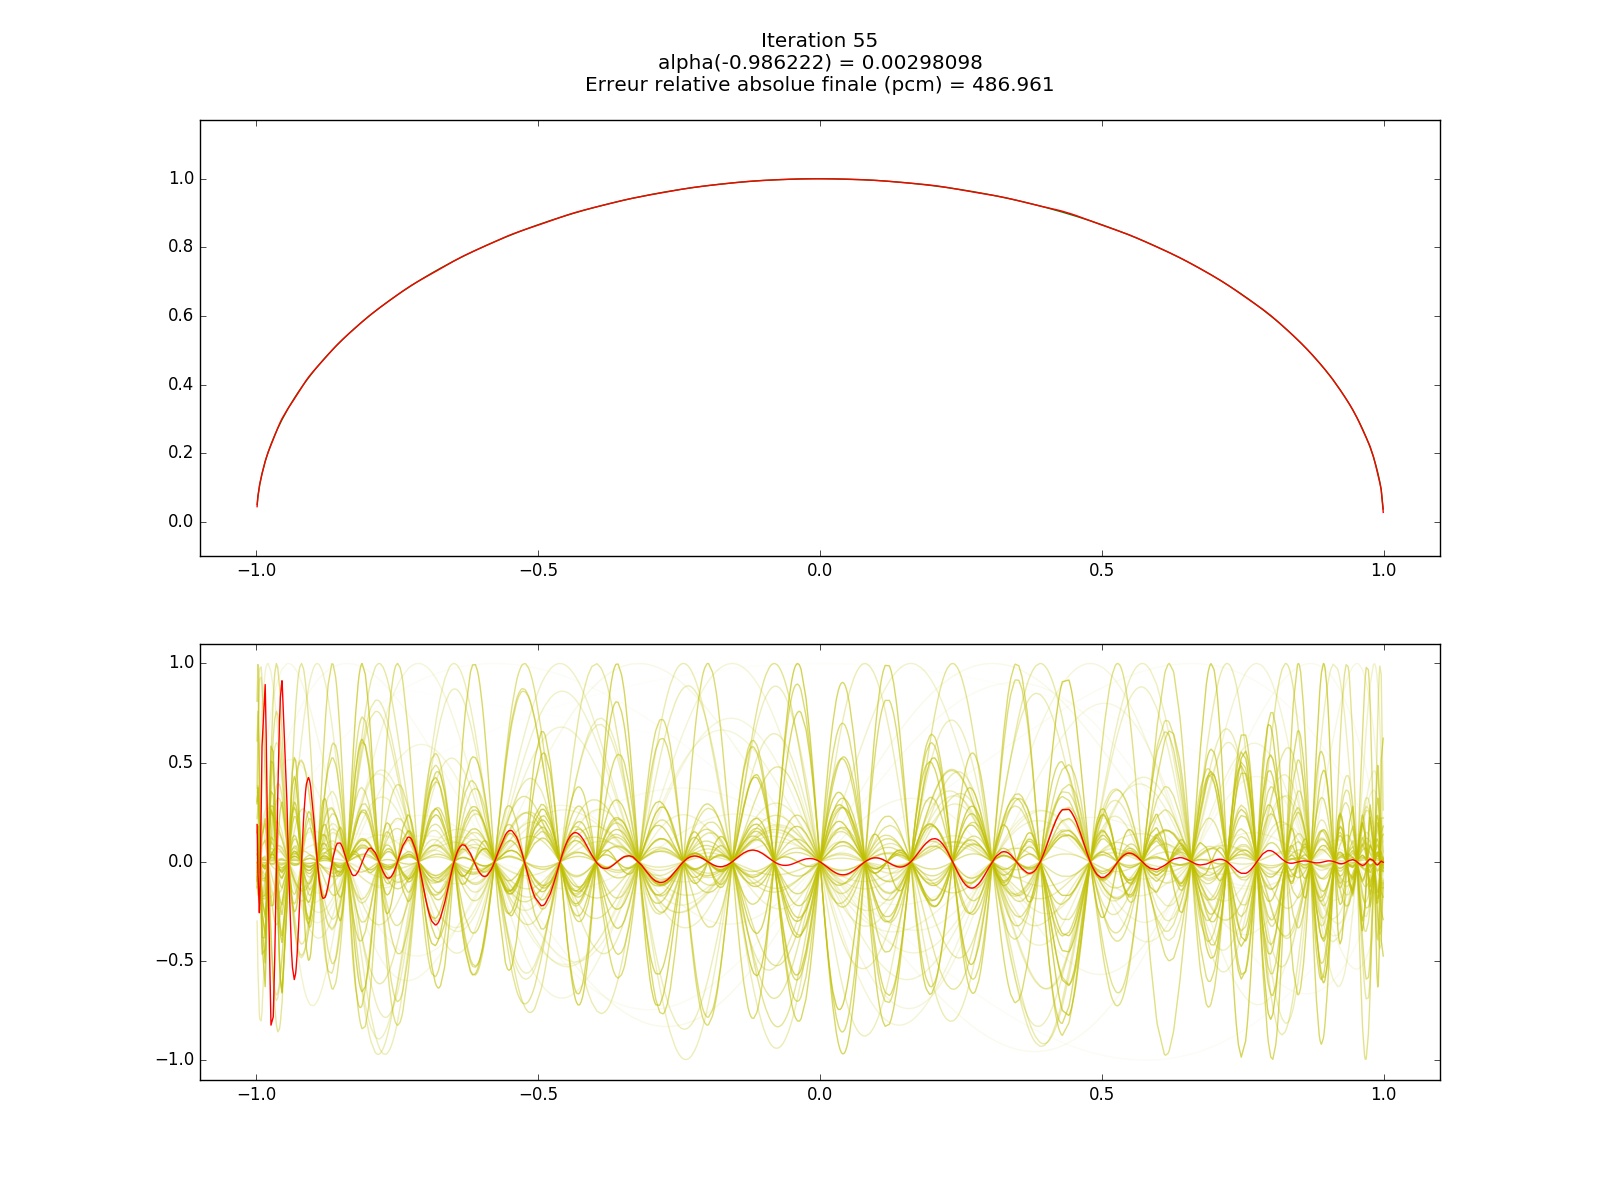 Iteration 55
alpha(-0.986222) = 0.00298098
Erreur relative absolue finale (pcm) = 486.961
1.0
0.8
0.6
0.4
0.2
0.0
−1.0 −0.5 0.0 0.5 1.0
1.0
0.5
0.0
−0.5
−1.0
−1.0 −0.5 0.0 0.5 1.0